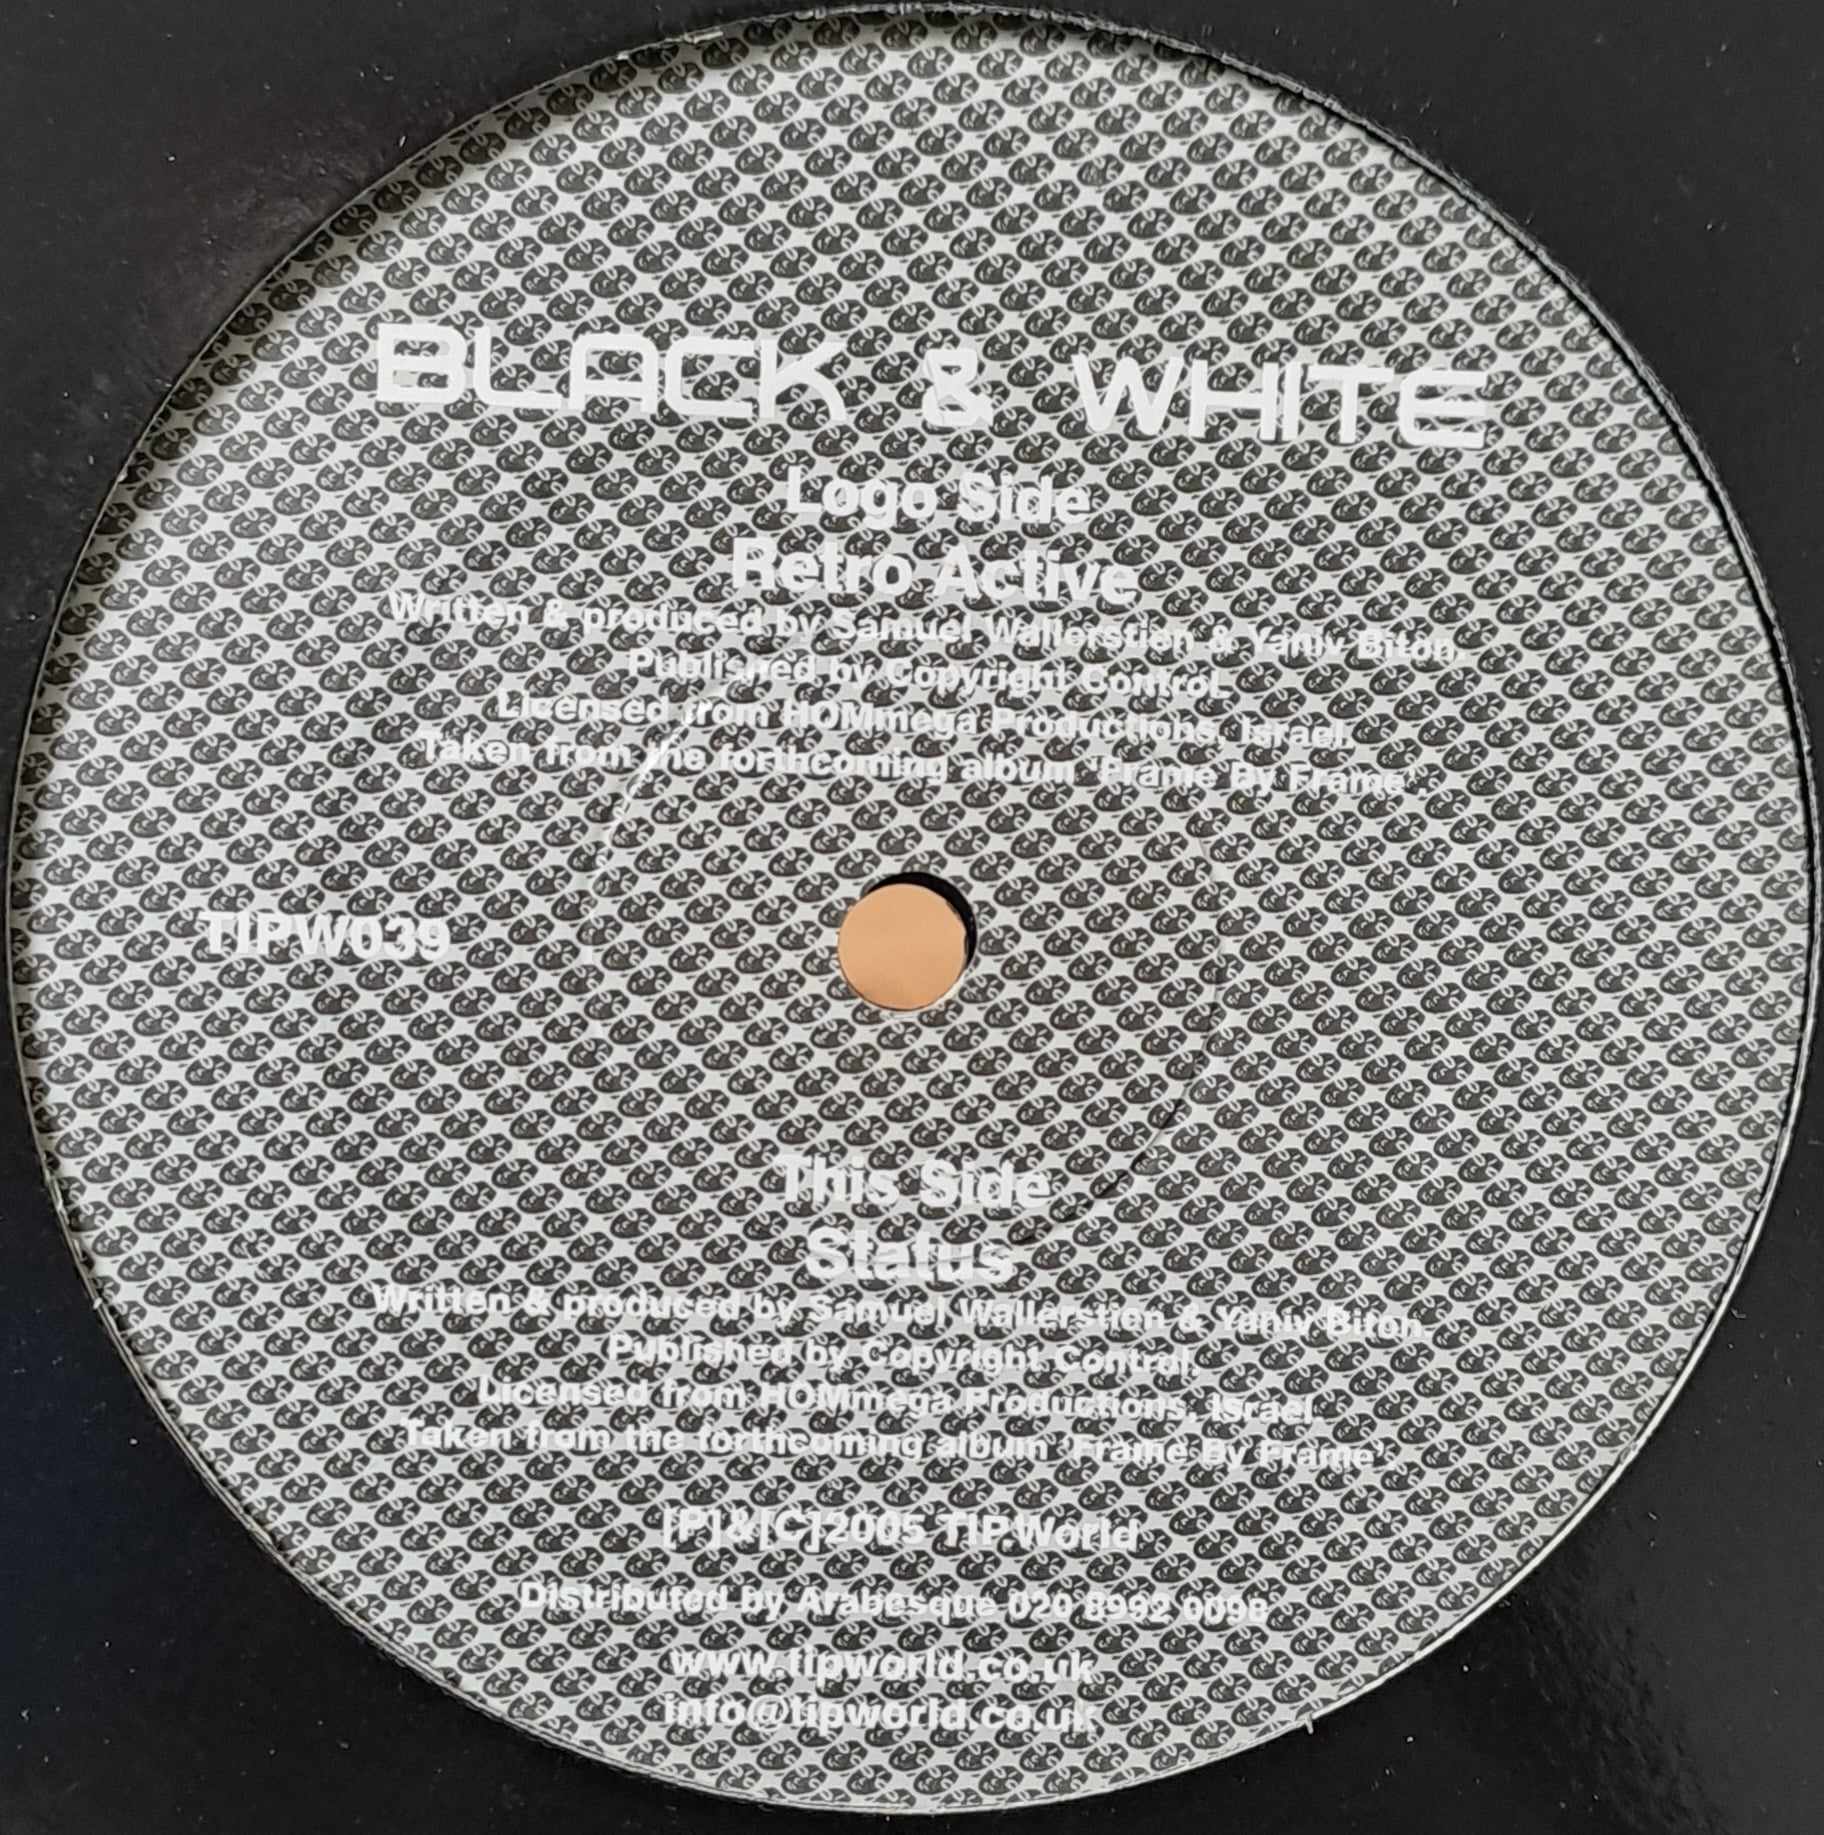 BLACK & WHITE
Logo Side
Retro Active
Written & produced by Samuel Wallerstien & Yaniv Biton.
Published by Copyright Control.
Licensed from HOMmega Productions, Israel.
Taken from the forthcoming album 'Frame By Frame'.
TIPW039
This Side
Status
Written & produced by Samuel Wallerstien & Yaniv Biton.
Published by Copyright Control.
Licensed from HOMmega Productions, Israel.
Taken from the forthcoming album 'Frame By Frame'.
[P]&[C]2005 TIP.World
Distributed by Arabesque 020 8992 0098
www.tipworld.co.uk
info@tipworld.co.uk